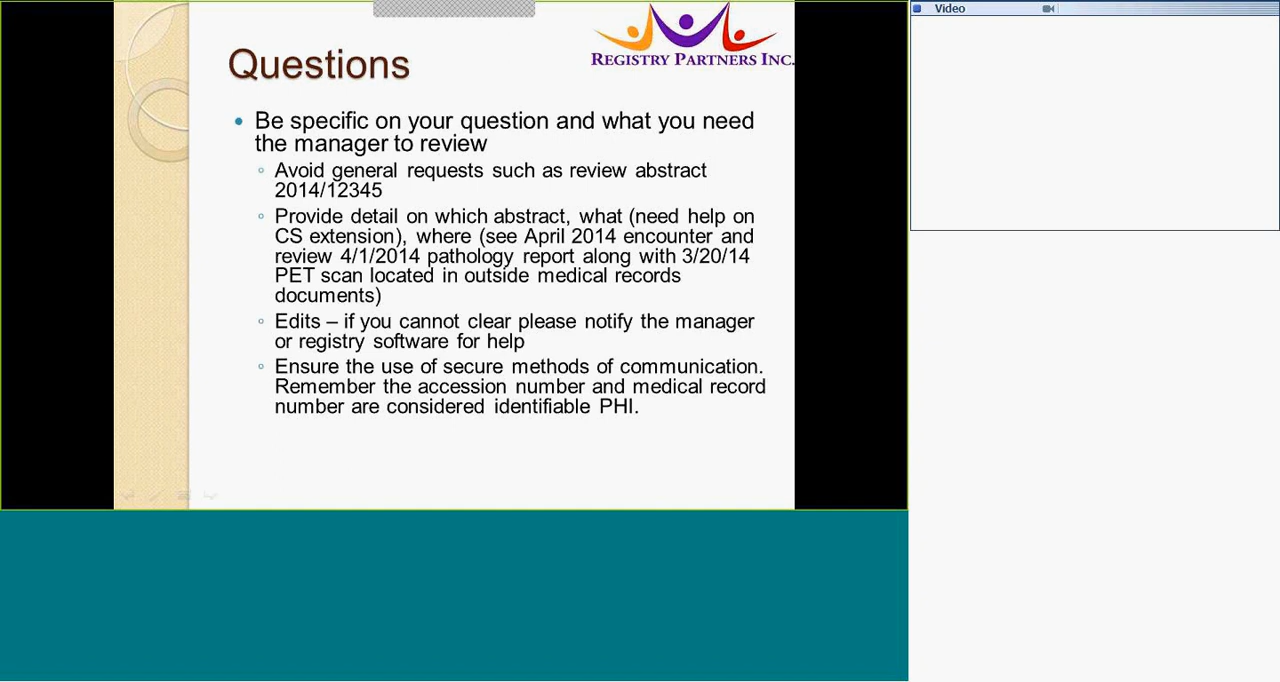 Video
REGISTRY PARTNERS INC.
Questions
Be specific on your question and what you need
the manager to review
Avoid general requests such as review abstract
2014/12345
Provide detail on which abstract, what (need help on
CS extension), where (see April 2014 encounter and
review 4/1/2014 pathology report along with 3/20/14
PET scan located in outside medical records
documents)
Edits – if you cannot clear please notify the manager
or registry software for help
Ensure the use of secure methods of communication.
Remember the accession number and medical record
number are considered identifiable PHI.